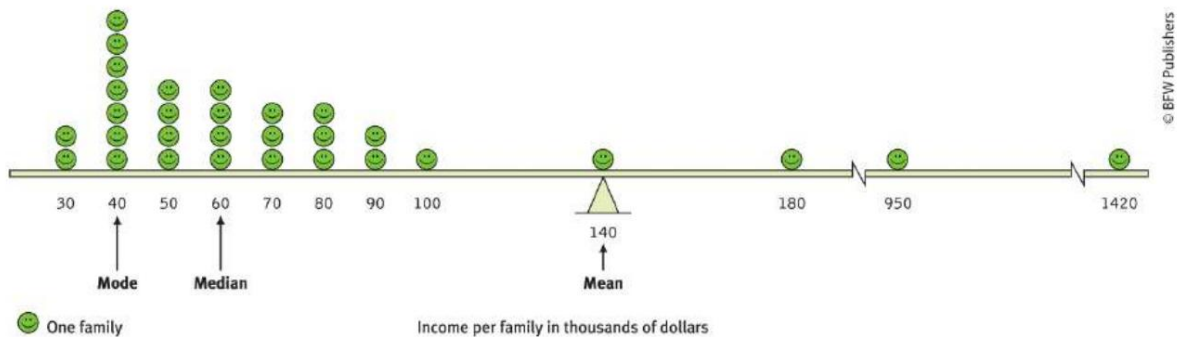 © BFW Publishers
30 40 50 60 70 80 90 100 140 180 950 1420
Mode Median Mean
One family
Income per family in thousands of dollars